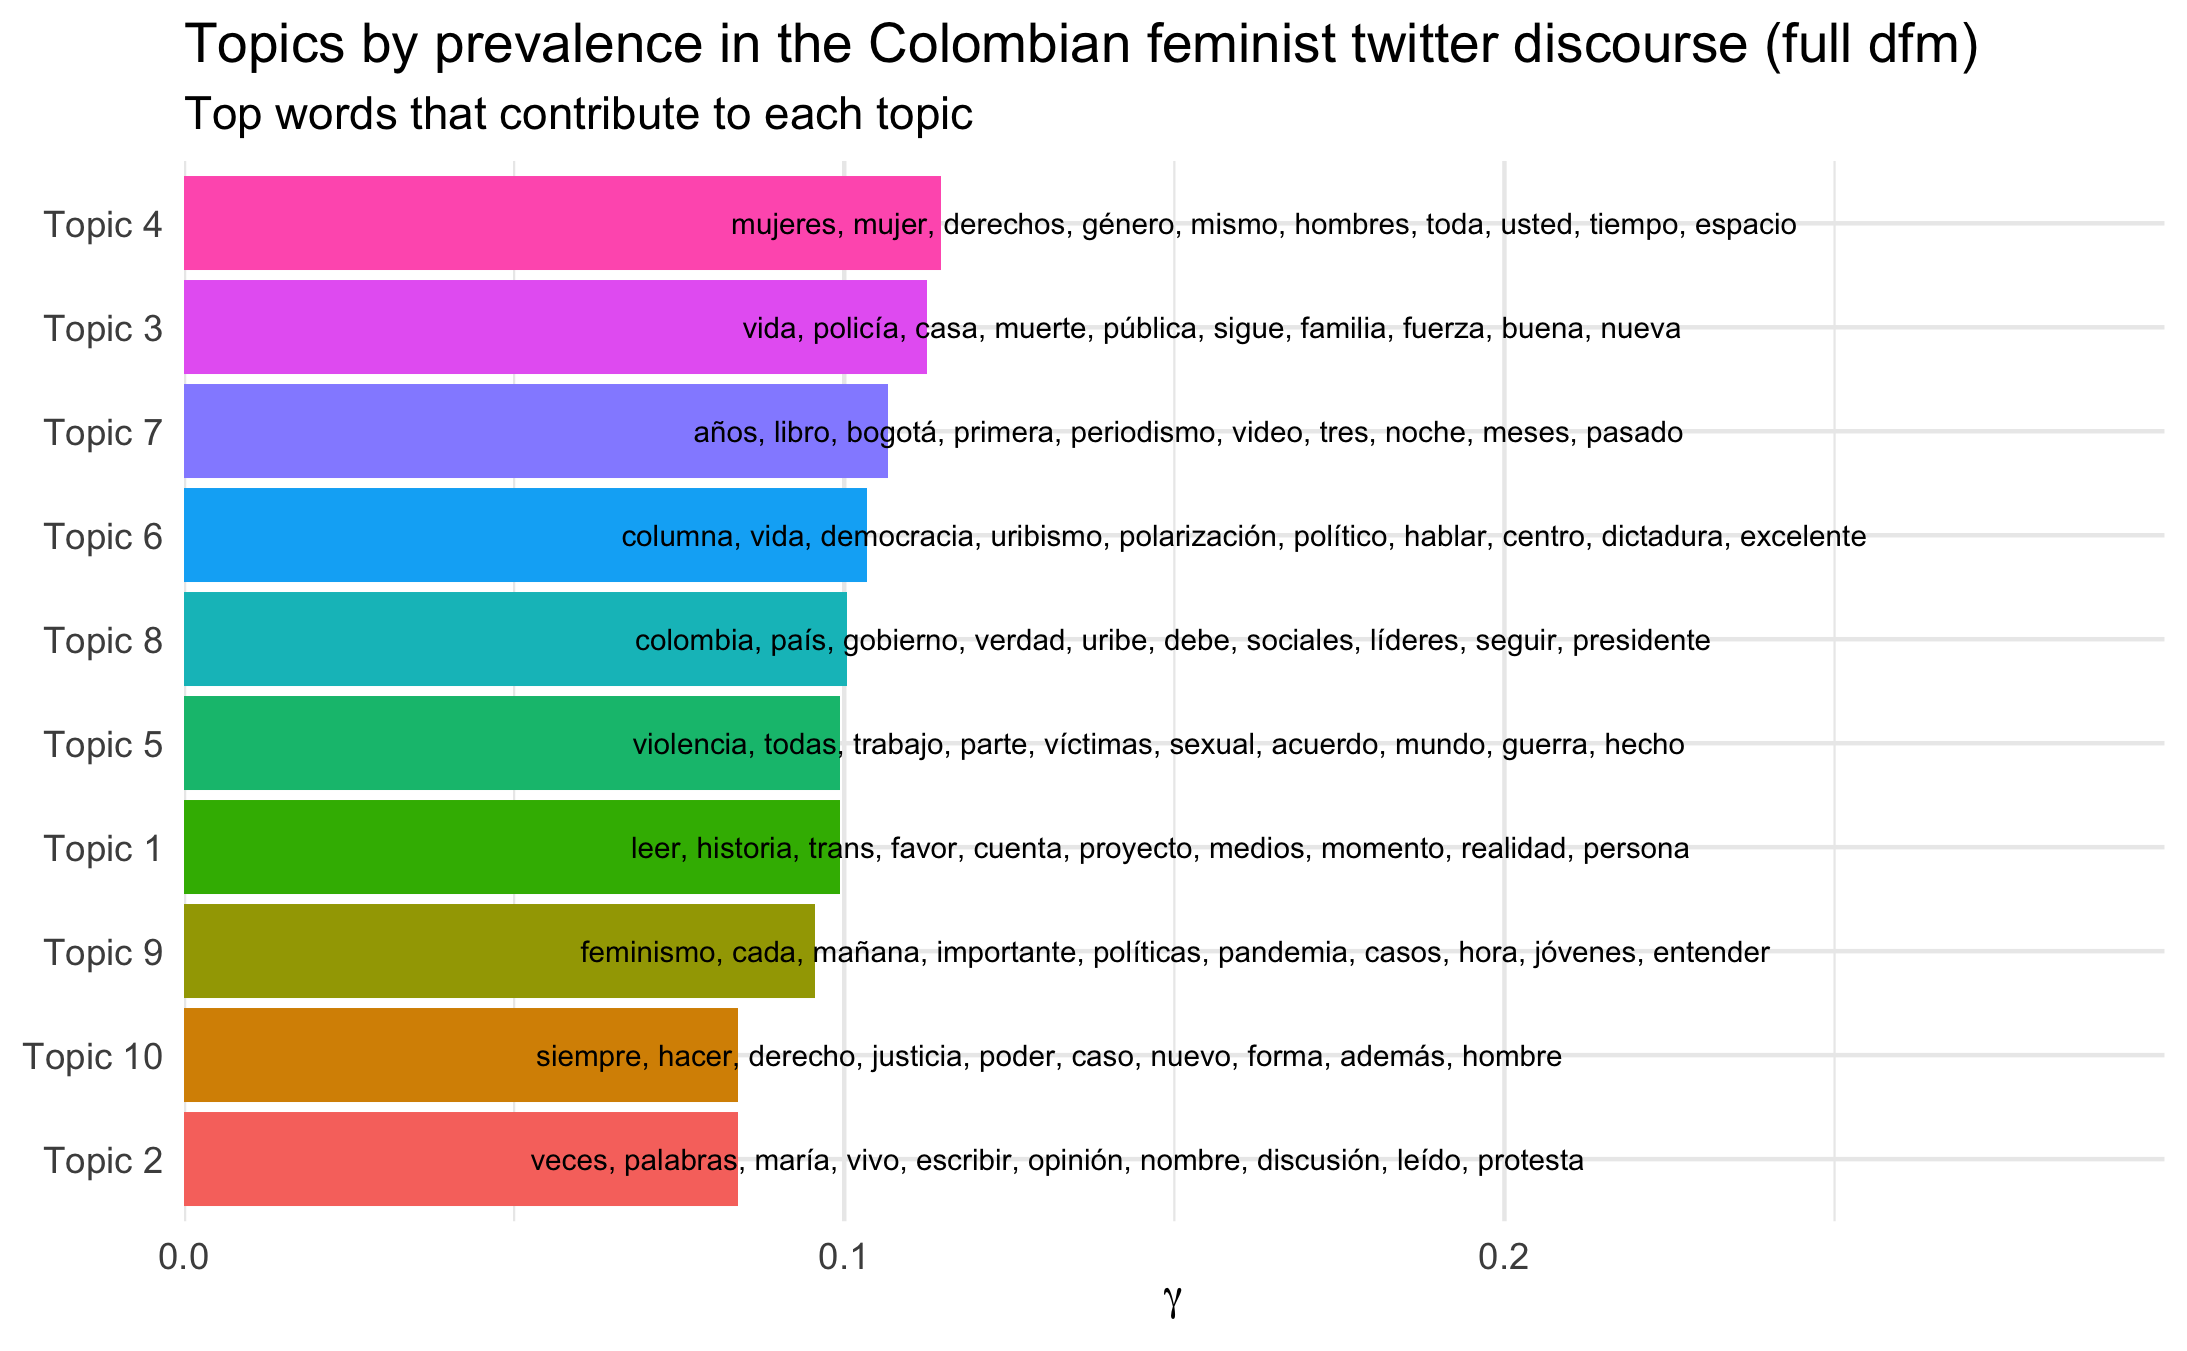 Topics by prevalence in the Colombian feminist twitter discourse (full dfm)
Top words that contribute to each topic
Topic 4 mujeres, mujer, derechos, género, mismo, hombres, toda, usted, tiempo, espacio
Topic 3 vida, policía, casa, muerte, pública, sigue, familia, fuerza, buena, nueva
Topic 7 años, libro, bogotá, primera, periodismo, video, tres, noche, meses, pasado
Topic 6 columna, vida, democracia, uribismo, polarización, político, hablar, centro, dictadura, excelente
Topic 8 colombia, país, gobierno, verdad, uribe, debe, sociales, líderes, seguir, presidente
Topic 5 violencia, todas, trabajo, parte, víctimas, sexual, acuerdo, mundo, guerra, hecho
Topic 1 leer, historia, trans, favor, cuenta, proyecto, medios, momento, realidad, persona
Topic 9 feminismo, cada, mañana, importante, políticas, pandemia, casos, hora, jóvenes, entender
Topic 10 siempre, hacer, derecho, justicia, poder, caso, nuevo, forma, además, hombre
Topic 2 veces, palabras, maría, vivo, escribir, opinión, nombre, discusión, leído, protesta
0.0 0.1 0.2
γ